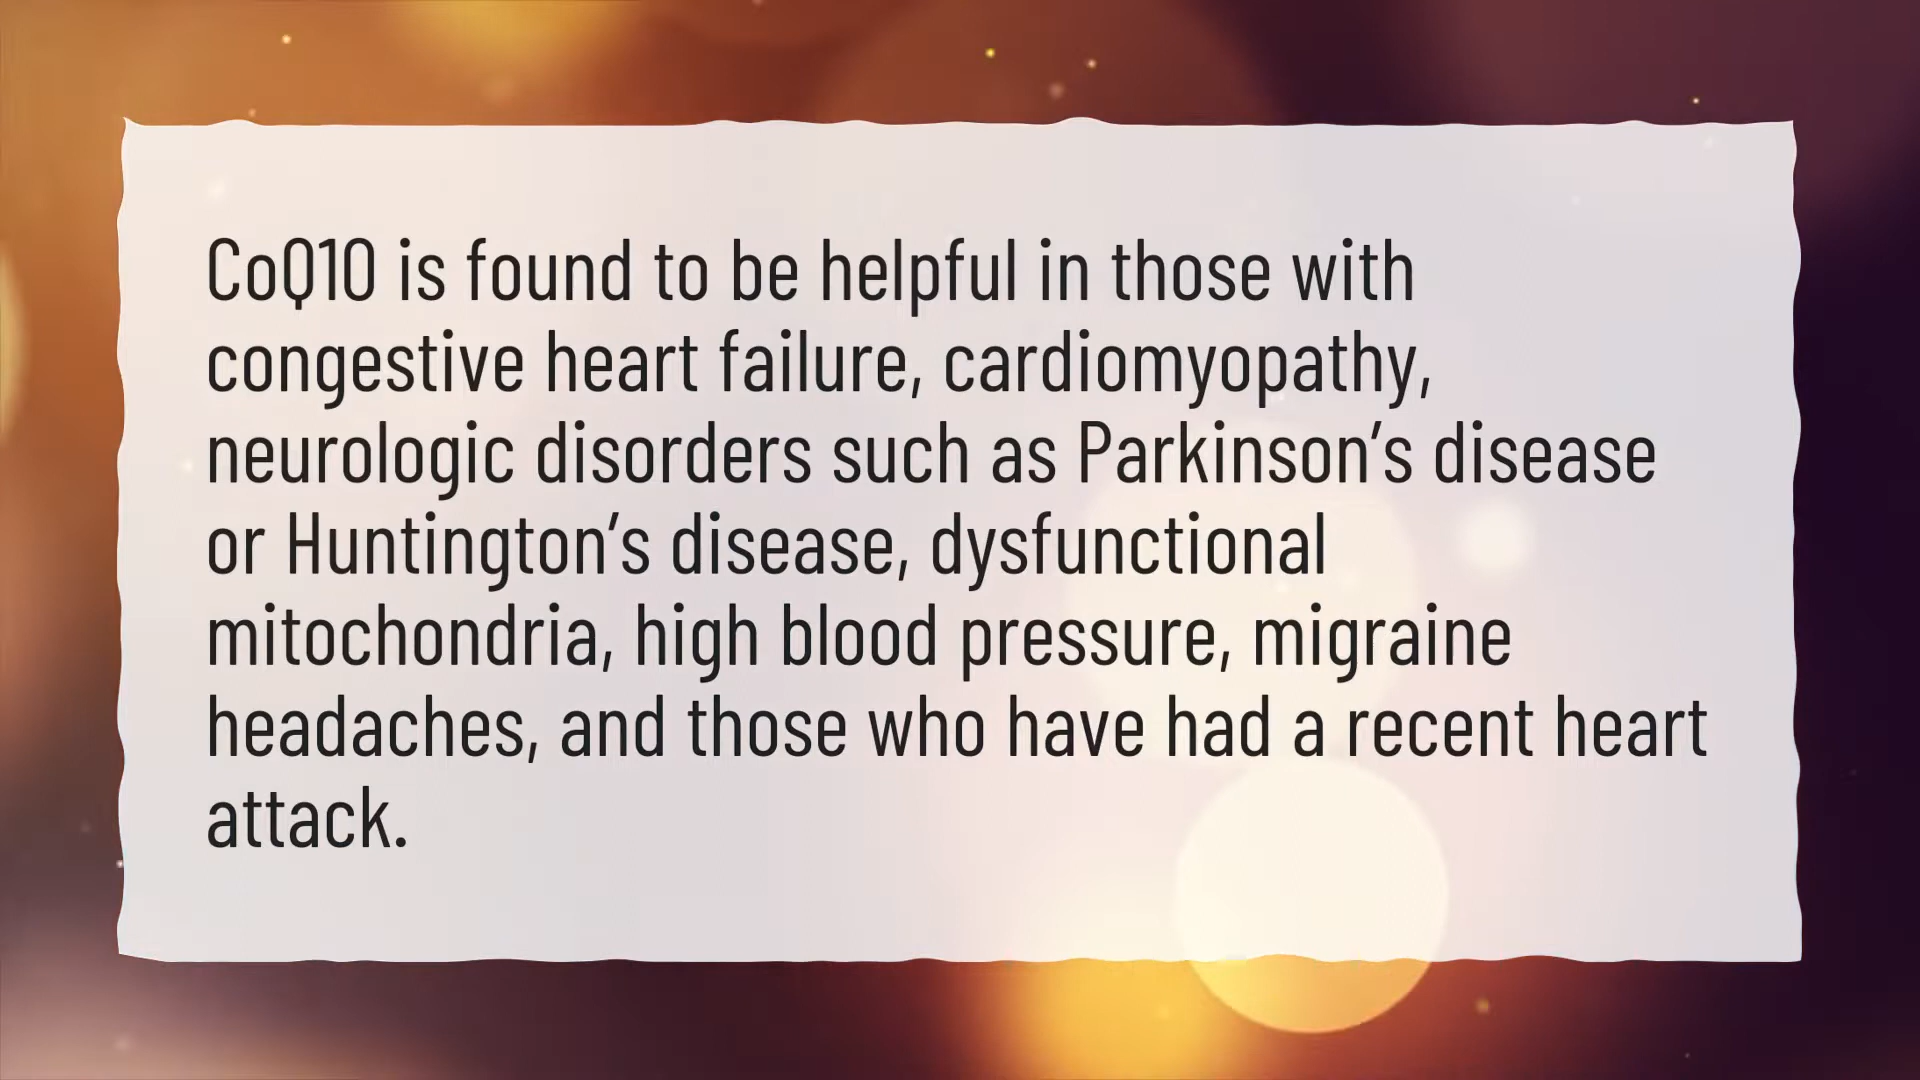 CoQ10 is found to be helpful in those with
congestive heart failure, cardiomyopathy,
neurologic disorders such as Parkinson’s disease
or Huntington’s disease, dysfunctional
mitochondria, high blood pressure, migraine
headaches, and those who have had a recent heart
attack.